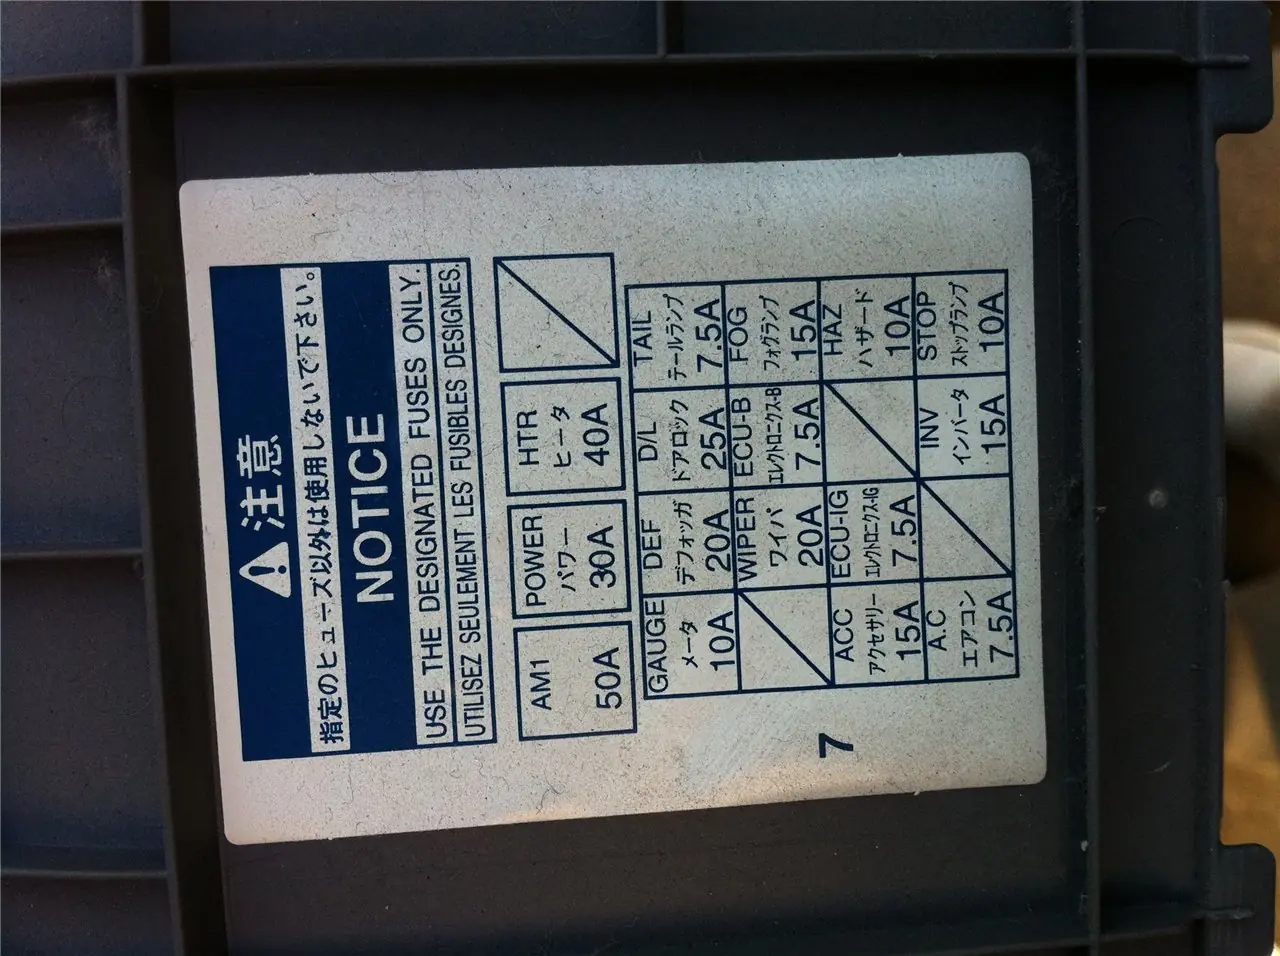 注意
指定のヒューズ以外は使用しないで下さい。
NOTICE
USE THE DESIGNATED FUSES ONLY.
UTILISEZ SEULEMENT LES FUSIBLES DESIGNES.
AM1
50A
POWER
パワー
30A
HTR
ヒータ
40A
GAUGE
メータ
10A
DEF
デフォッガ
20A
D/L
ドアロック
25A
TAIL
テールランプ
7.5A
WIPER
ワイパ
20A
ECU-B
エレクトロニクス-B
7.5A
FOG
フォグランプ
15A
ACC
アクセサリー
15A
ECU-IG
エレクトロニクス-IG
7.5A
HAZ
ハザード
10A
A.C
エアコン
7.5A
INV
インバータ
15A
STOP
ストップランプ
10A
7